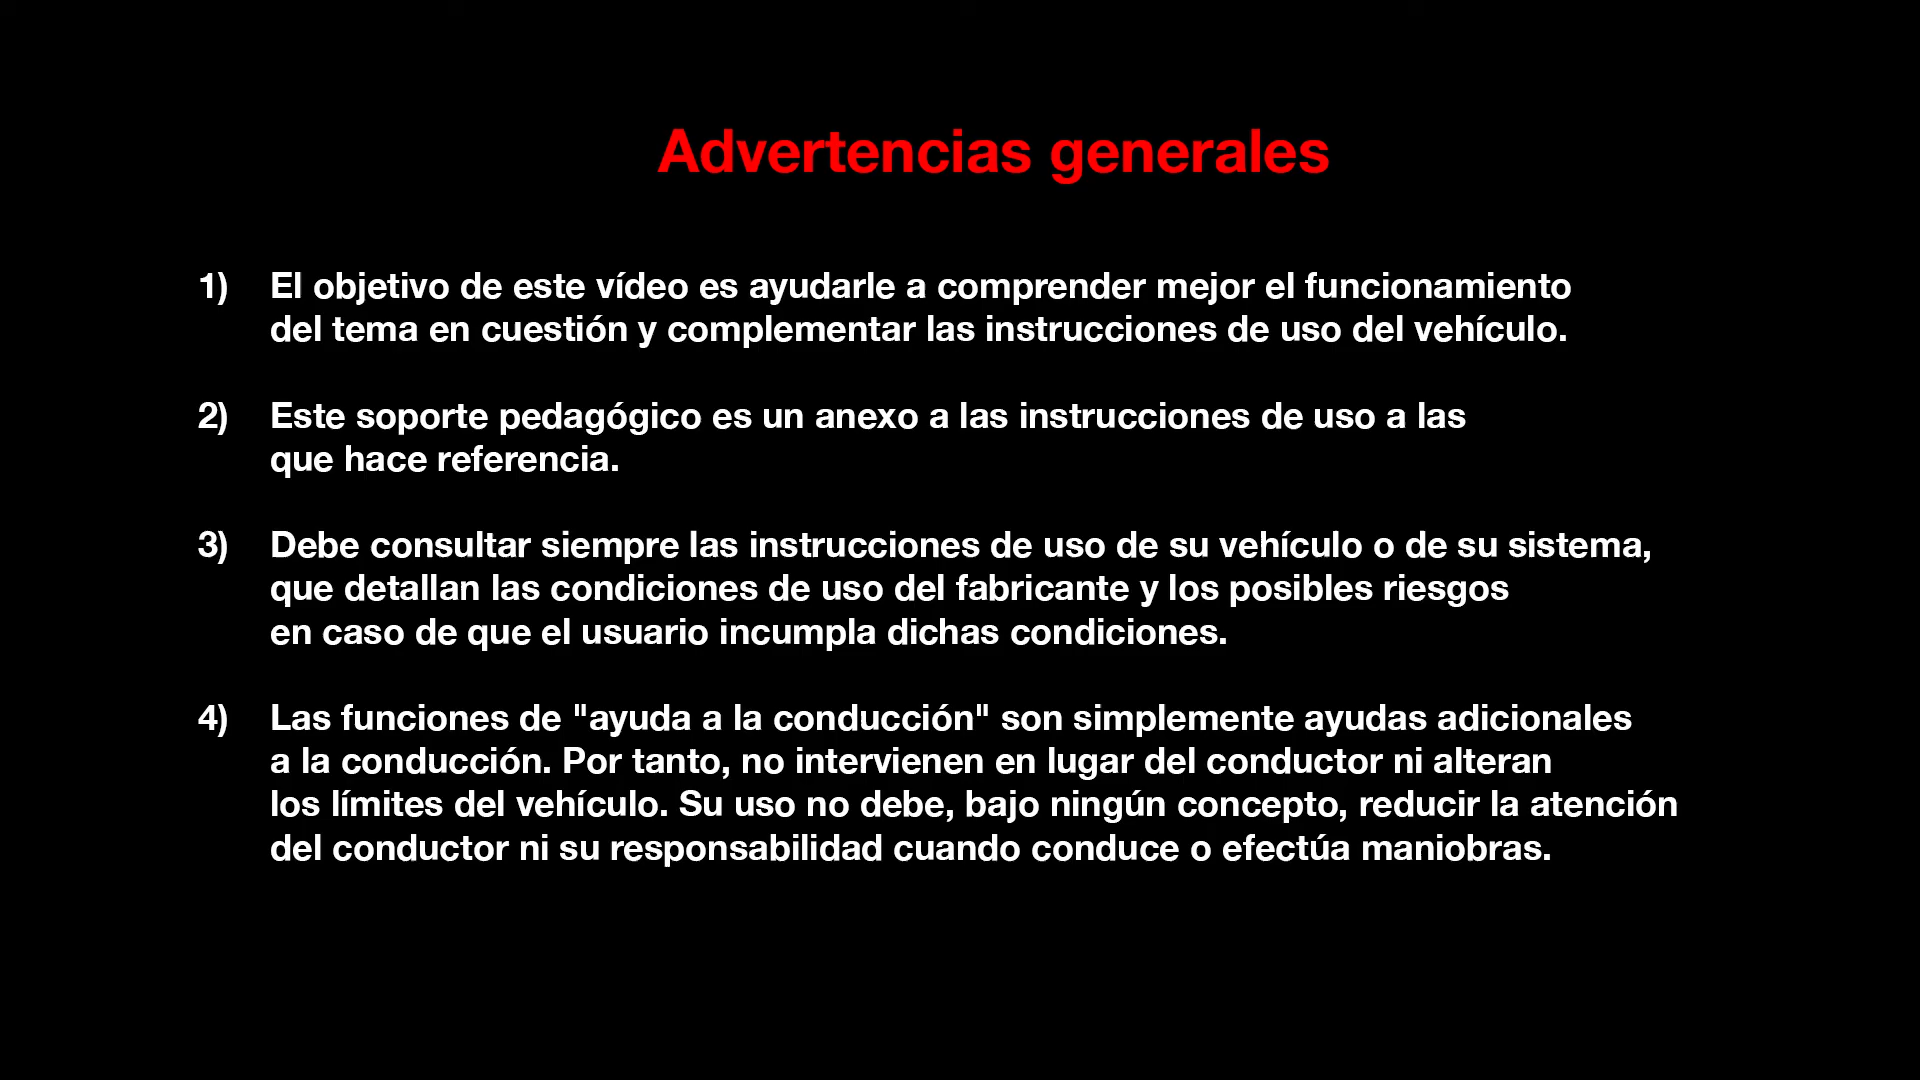 Advertencias generales
1) El objetivo de este vídeo es ayudarle a comprender mejor el funcionamiento
del tema en cuestión y complementar las instrucciones de uso del vehículo.
2) Este soporte pedagógico es un anexo a las instrucciones de uso a las
que hace referencia.
3) Debe consultar siempre las instrucciones de uso de su vehículo o de su sistema,
que detallan las condiciones de uso del fabricante y los posibles riesgos
en caso de que el usuario incumpla dichas condiciones.
4) Las funciones de "ayuda a la conducción" son simplemente ayudas adicionales
a la conducción. Por tanto, no intervienen en lugar del conductor ni alteran
los límites del vehículo. Su uso no debe, bajo ningún concepto, reducir la atención
del conductor ni su responsabilidad cuando conduce o efectúa maniobras.